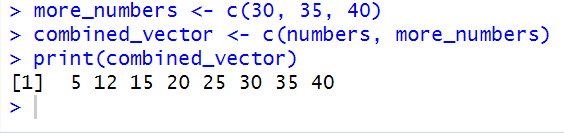 > more_numbers <- c(30, 35, 40)
> combined_vector <- c(numbers, more_numbers)
> print(combined_vector)
[1]  5 12 15 20 25 30 35 40
>